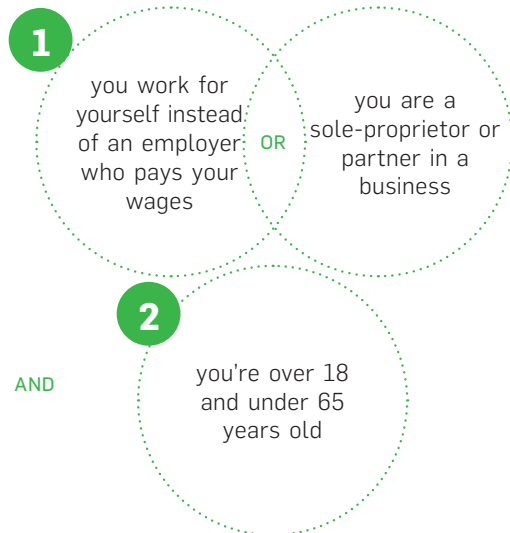 1
you work for
yourself instead
of an employer
who pays your
wages
OR
you are a
sole-proprietor or
partner in a
business
2
AND
you're over 18
and under 65
years old